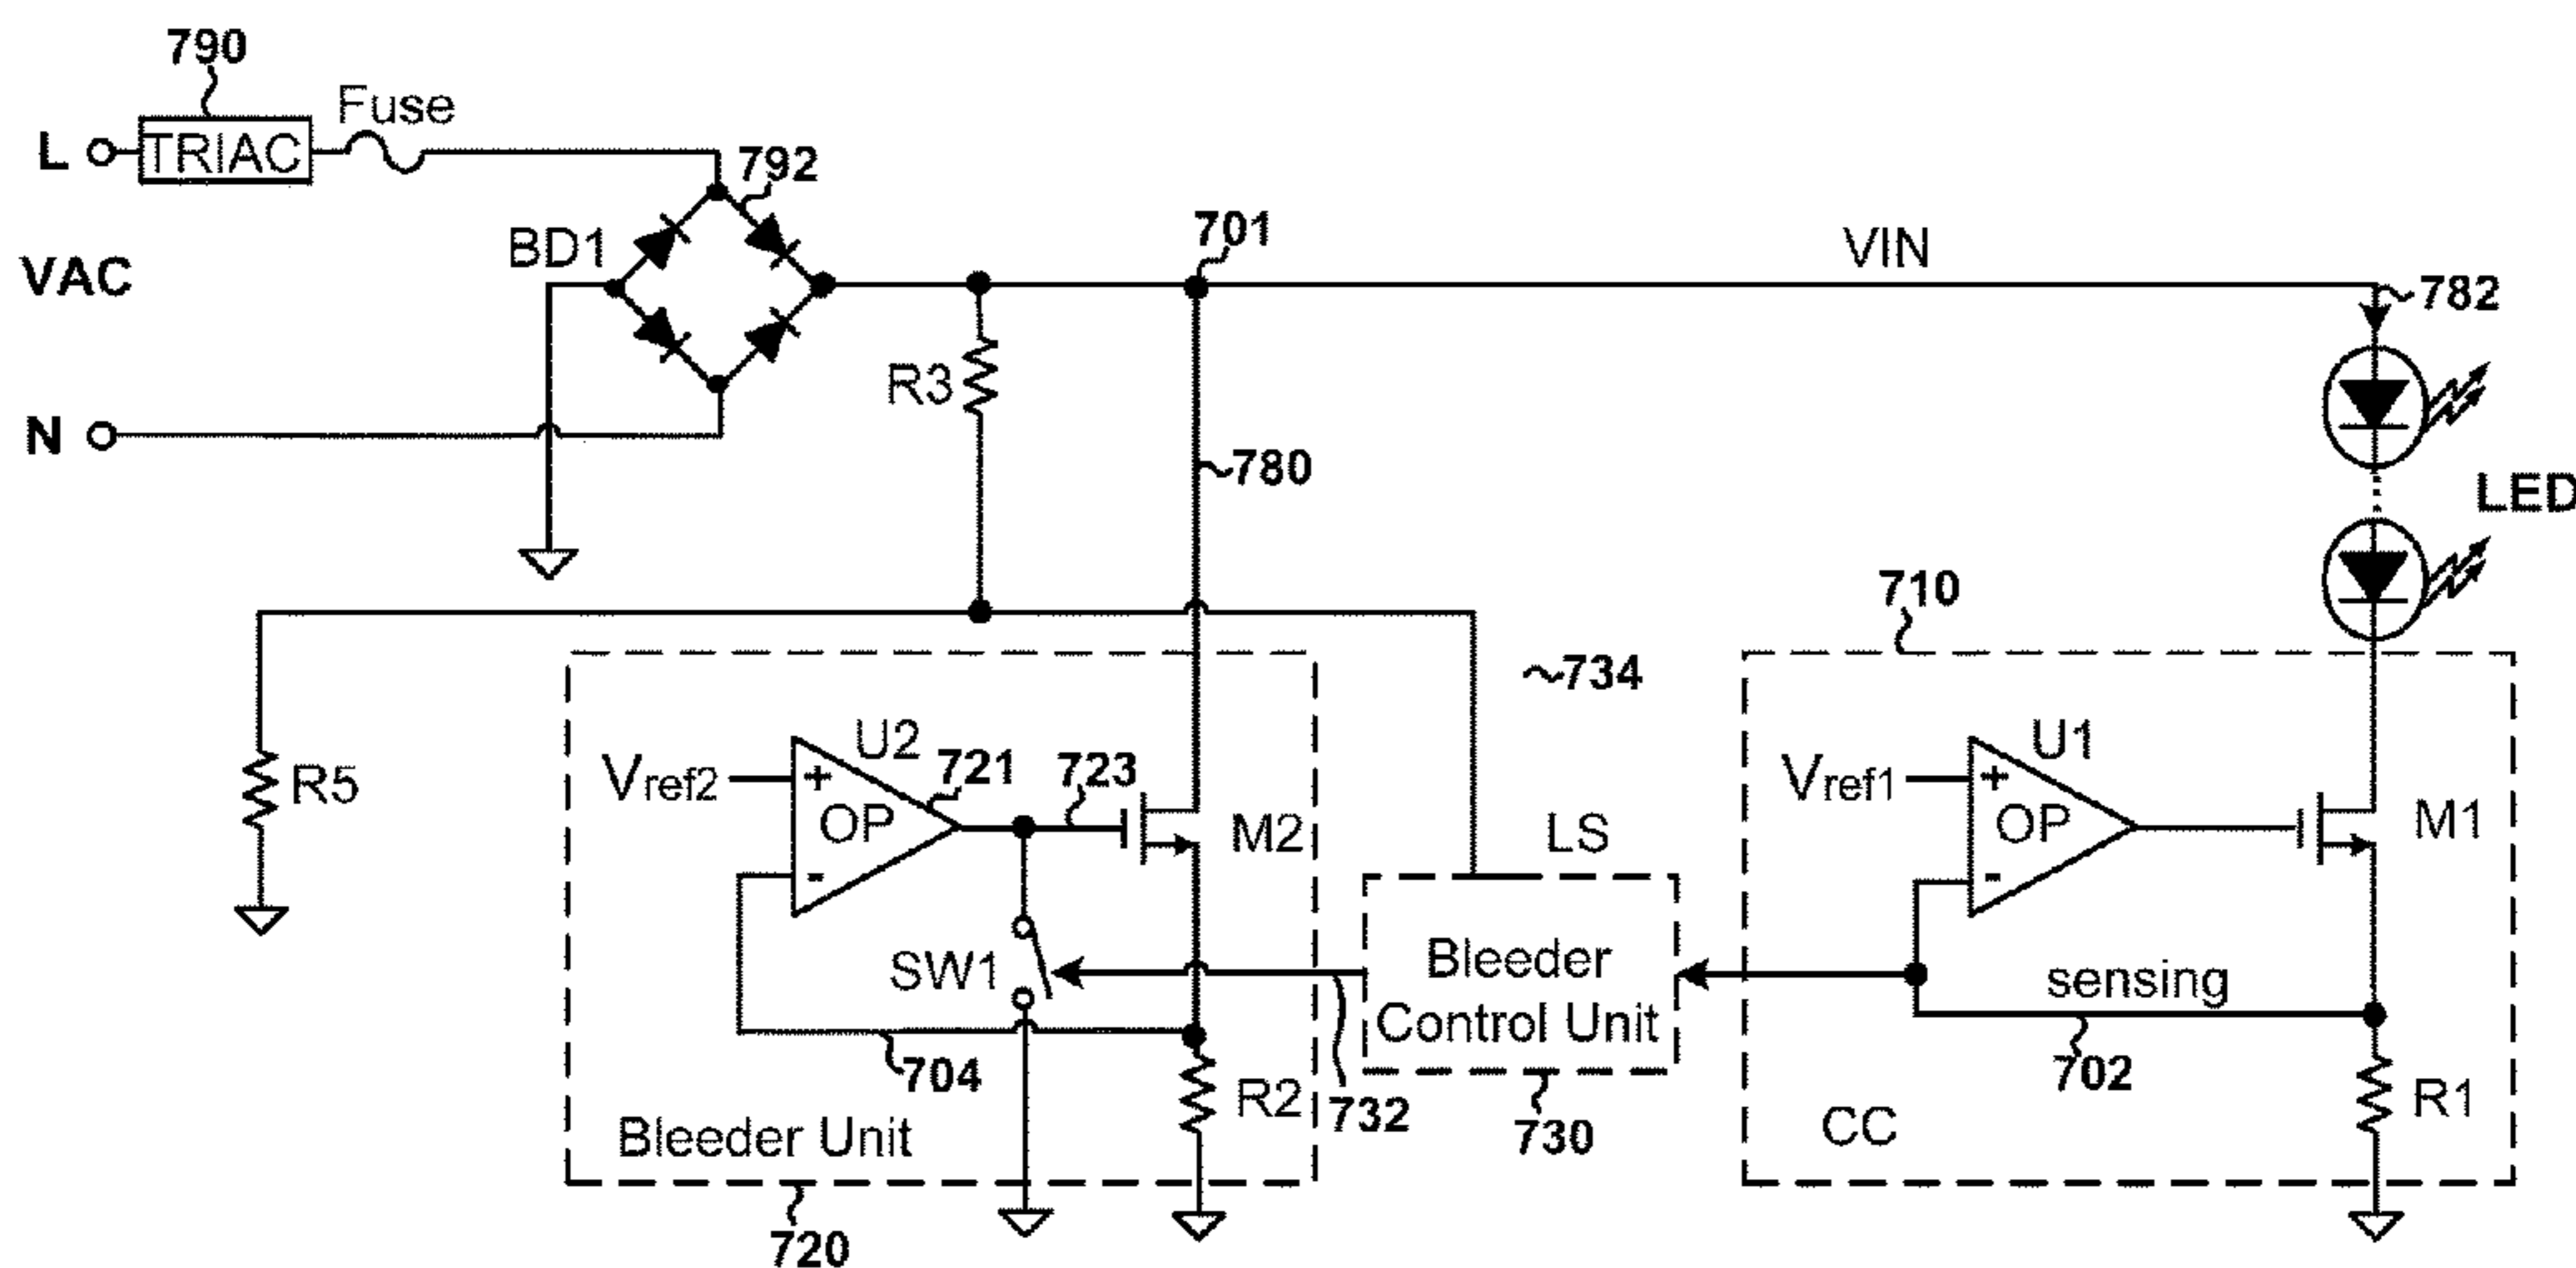 790
Fuse
L
TRIAC
792
BD1
701
VIN
VAC
782
R3
N
780
LED
710
734
U2
721
723
Vref2
+
OP
-
M2
R5
LS
U1
Vref1
+
OP
-
M1
SW1
Bleeder
Control Unit
sensing
704
702
R2
732
730
R1
CC
Bleeder Unit
720